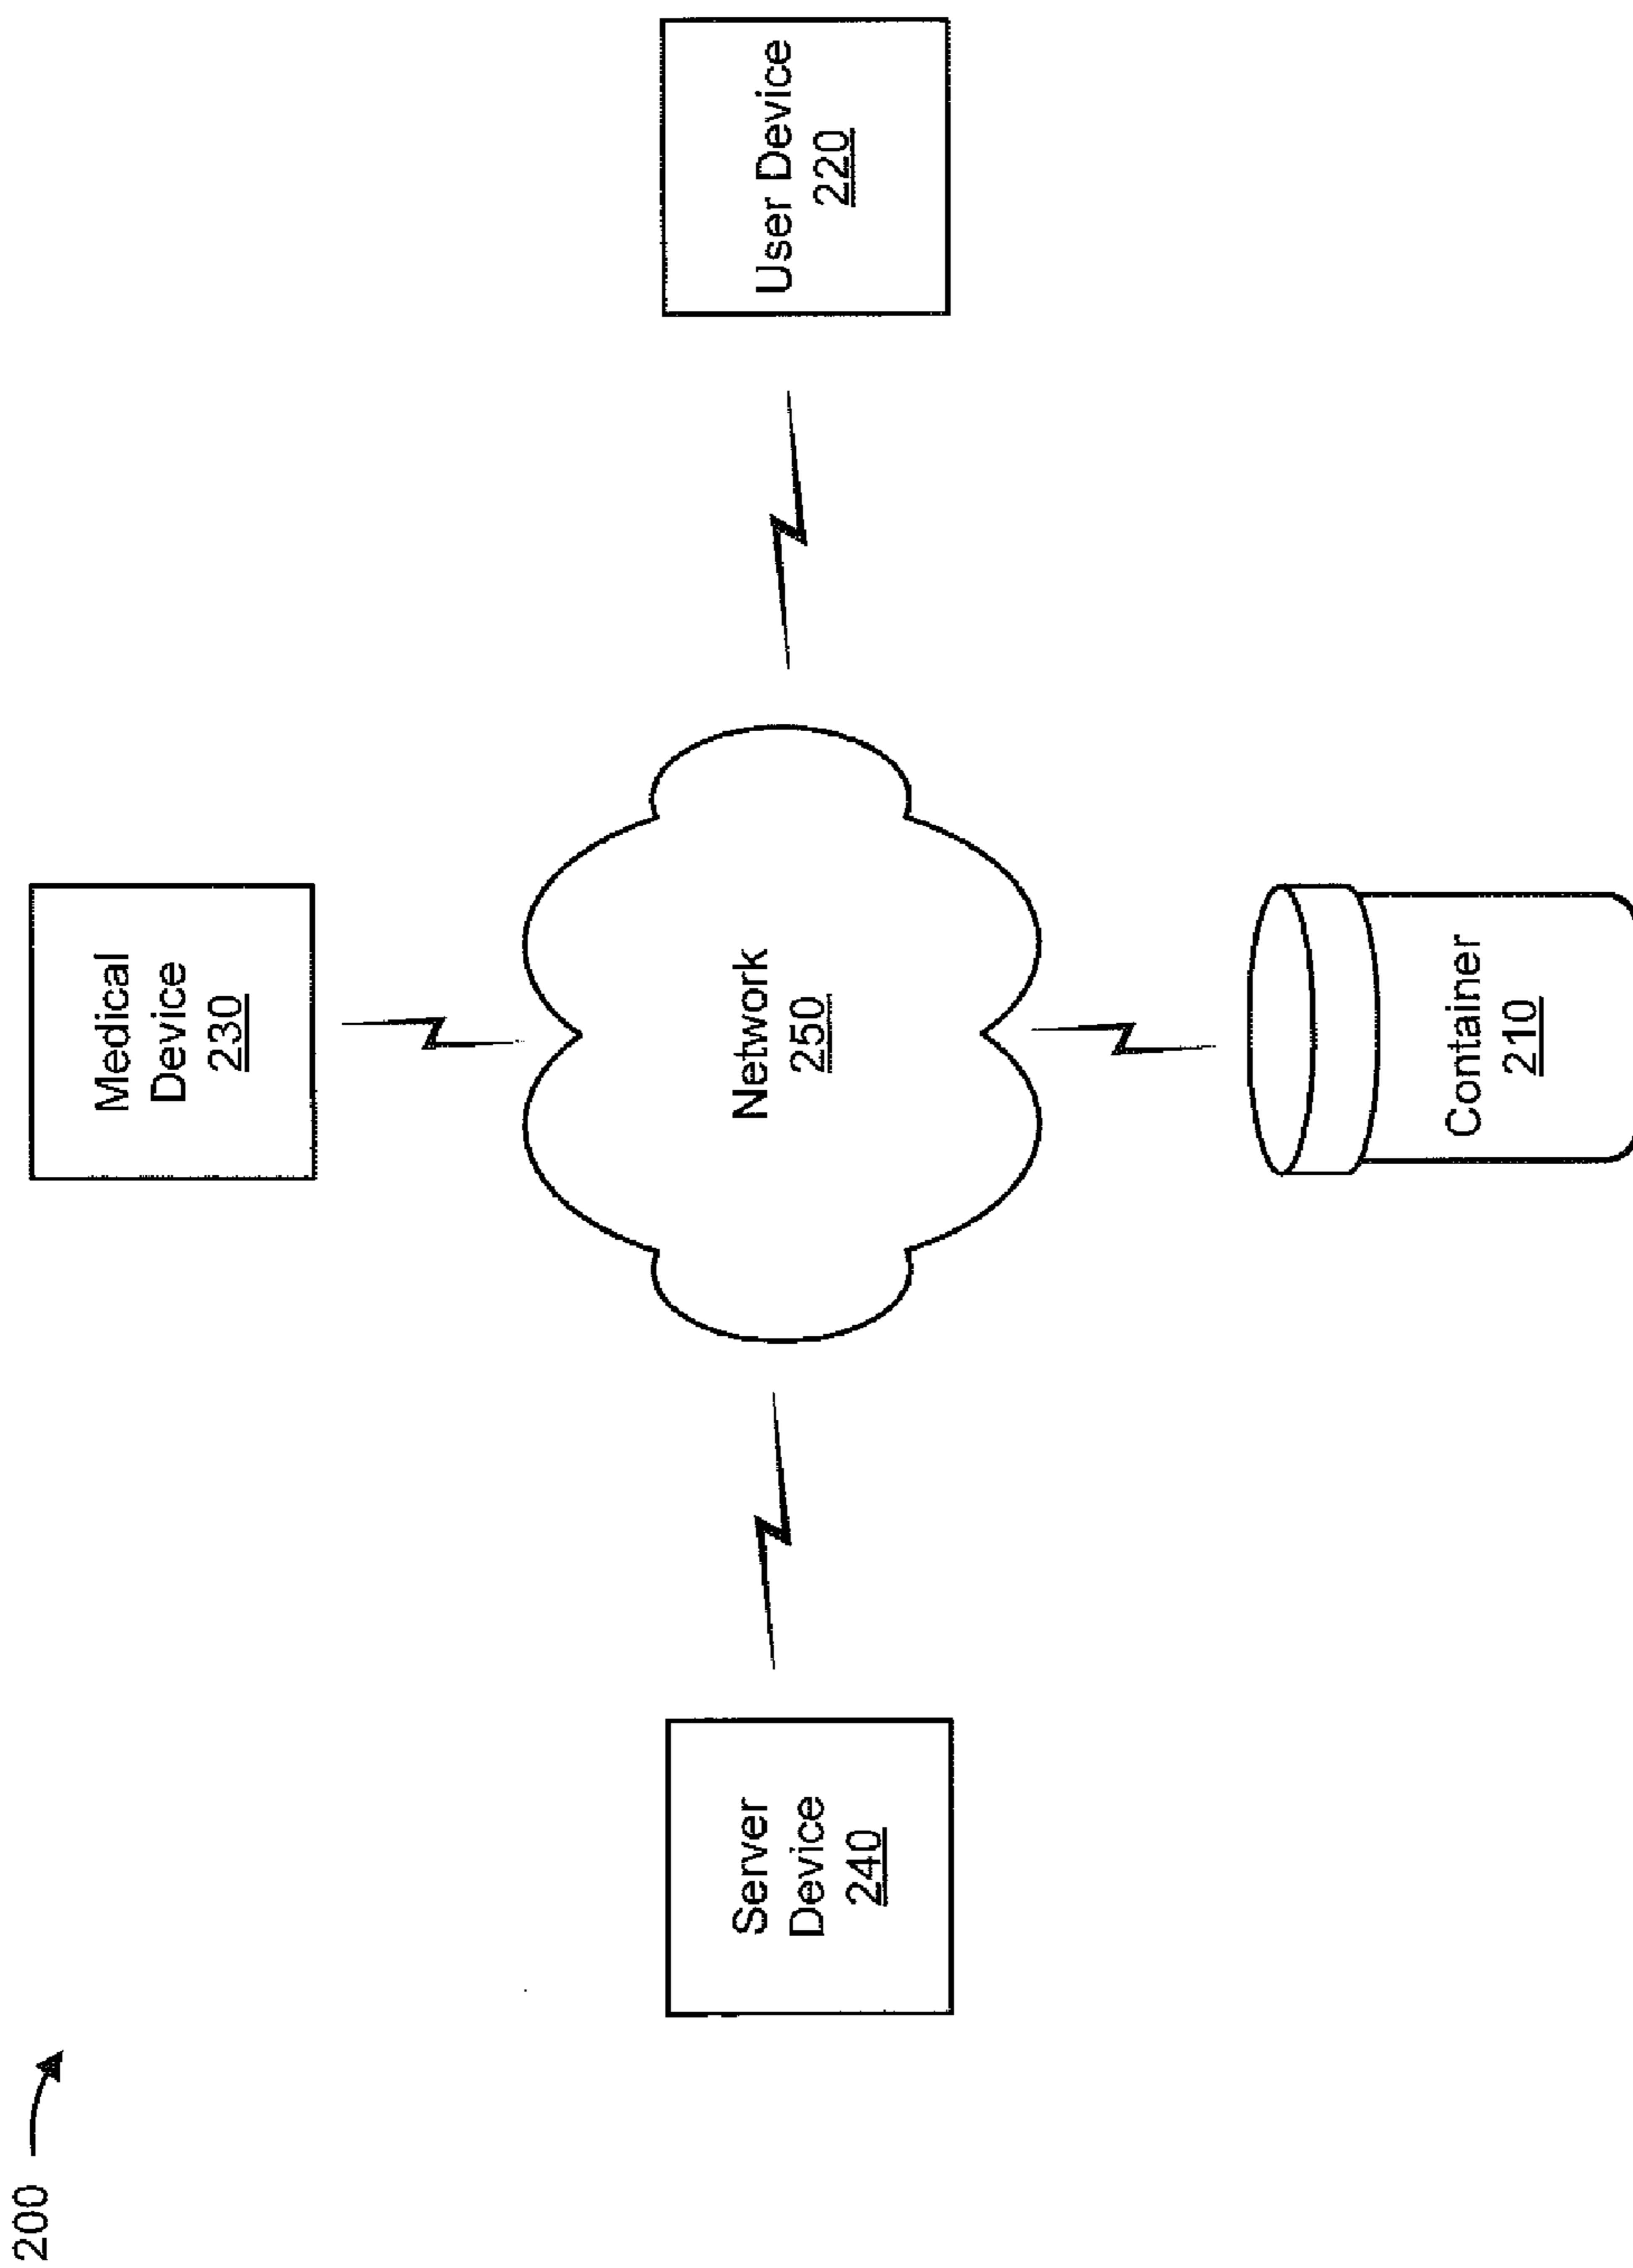 200
Medical
Device
230
Server
Device
240
Network
250
User Device
220
Container
210